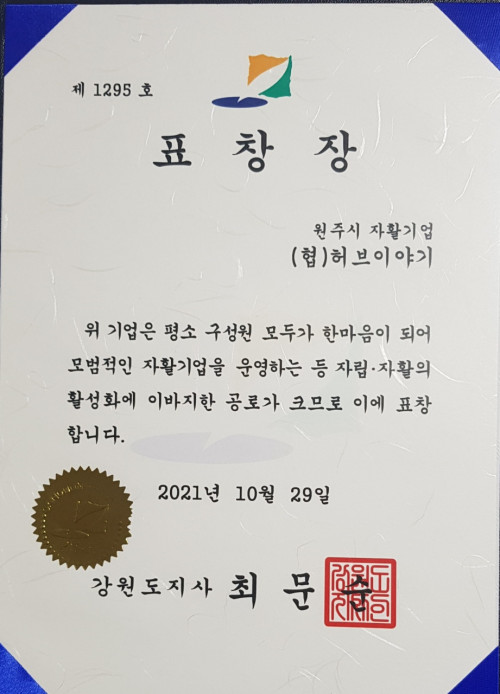 제 1295 호
표 창 장
원주시 자활기업
(협)허브이야기
위 기업은 평소 구성원 모두가 한마음이 되어
모범적인 자활기업을 운영하는 등 자립·자활의
활성화에 이바지한 공로가 크므로 이에 표창
합니다.
2021년 10월 29일
강원도지사 최 문 순